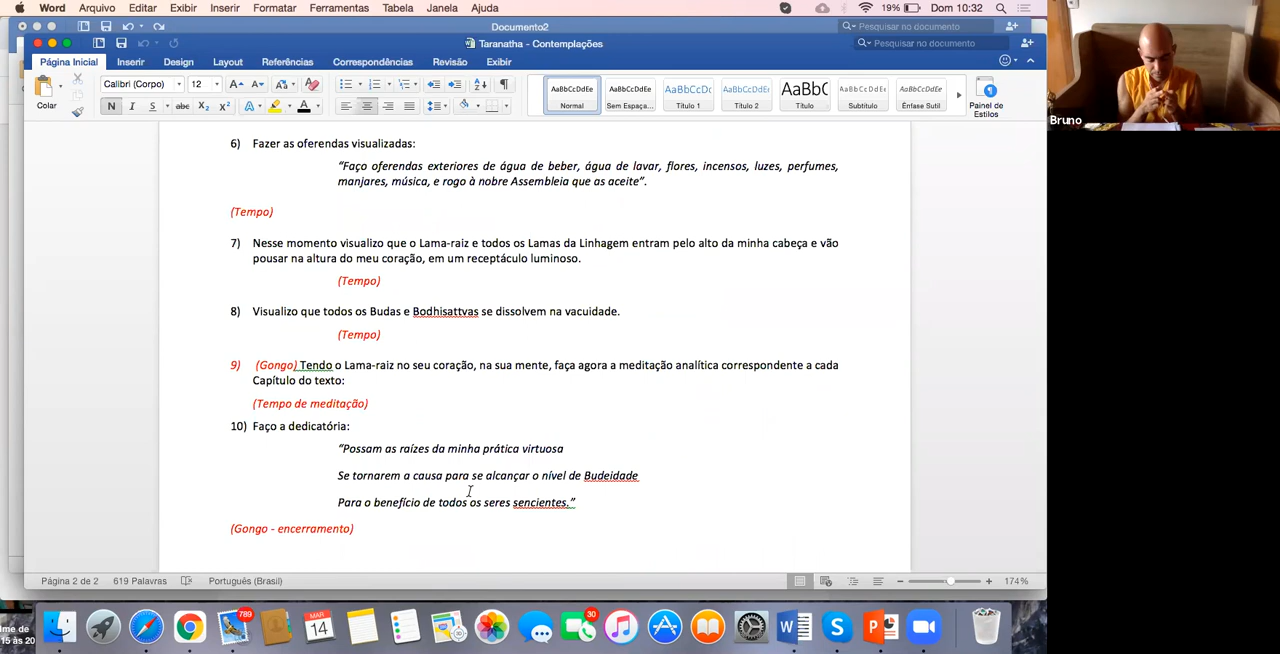 Word Arquivo Editar Exibir Inserir Formatar Ferramentas Tabela Janela Ajuda 19% Dom 10:32
Documento2 Pesquisar no documento
Taranatha - Contemplações Pesquisar no documento
Página Inicial Inserir Design Layout Referências Correspondências Revisão Exibir
Colar Calibri (Corpo) 12 A A Aa
N I S abc X2 X2 A A
AaBbCcDdEe AaBbCcDdEe AaBbCcDc AaBbCcDdEe AaBbC AaBbCcDdEe AaBbCcDdEe
Normal Sem Espaça... Título 1 Título 2 Título Subtítulo Ênfase Sutil Painel de
Estilos
Bruno
6) Fazer as oferendas visualizadas:
“Faço oferendas exteriores de água de beber, água de lavar, flores, incensos, luzes, perfumes,
manjares, música, e rogo à nobre Assembleia que as aceite”.
(Tempo)
7) Nesse momento visualizo que o Lama-raiz e todos os Lamas da Linhagem entram pelo alto da minha cabeça e vão
pousar na altura do meu coração, em um receptáculo luminoso.
(Tempo)
8) Visualizo que todos os Budas e Bodhisattvas se dissolvem na vacuidade.
(Tempo)
9) (Gongo) Tendo o Lama-raiz no seu coração, na sua mente, faça agora a meditação analítica correspondente a cada
Capítulo do texto:
(Tempo de meditação)
10) Faço a dedicatória:
“Possam as raízes da minha prática virtuosa
Se tornarem a causa para se alcançar o nível de Budeidade
Para o benefício de todos os seres sencientes.”
(Gongo - encerramento)
Página 2 de 2 619 Palavras Português (Brasil) 174%
789 MAR 14 30